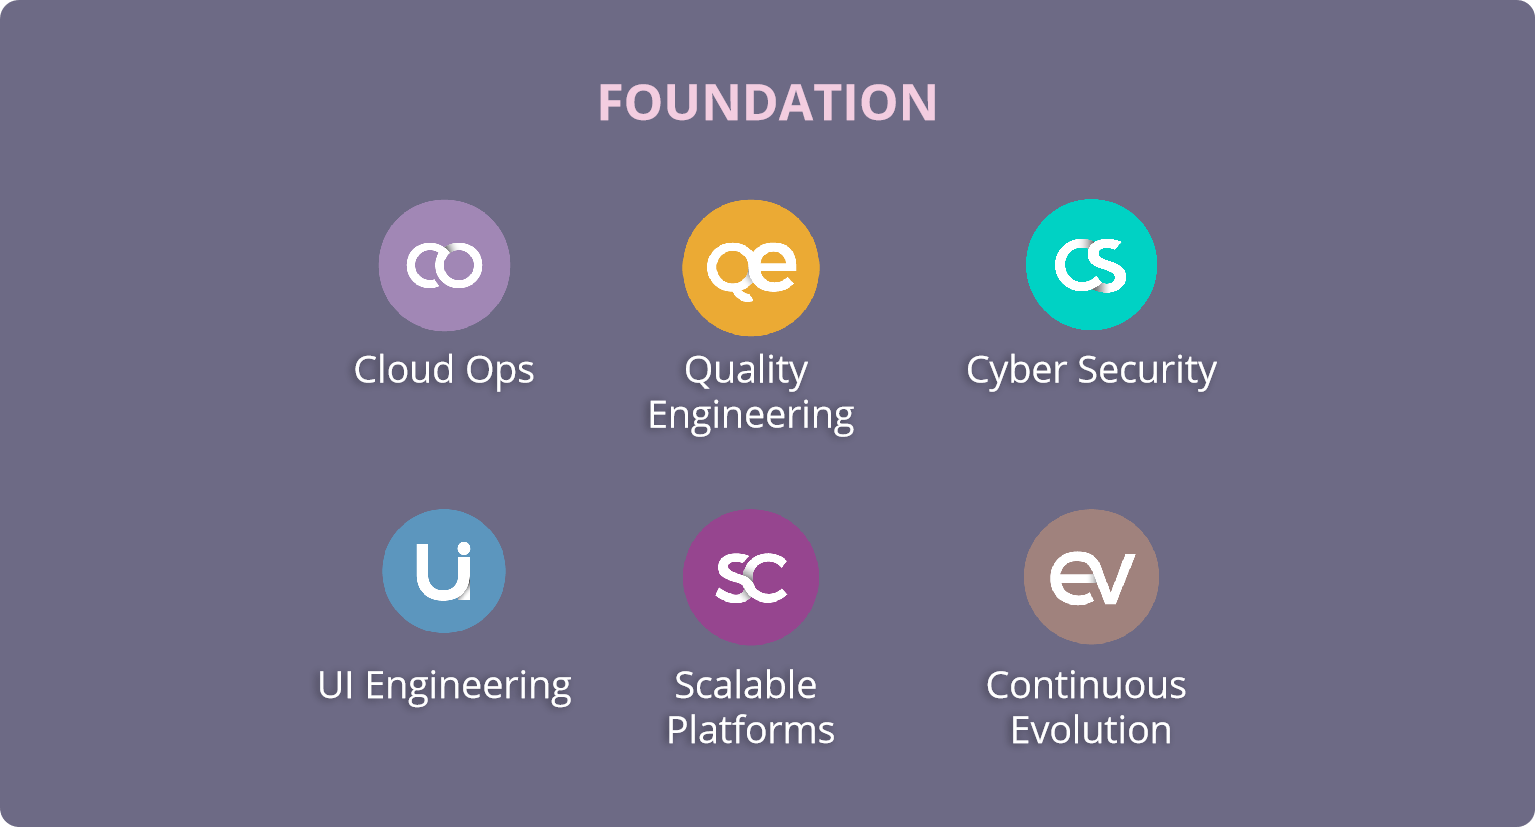 FOUNDATION
co
Qe
CS
Cloud Ops
Quality
Engineering
Cyber Security
Ui
sc
ev
UI Engineering
Scalable
Platforms
Continuous
Evolution